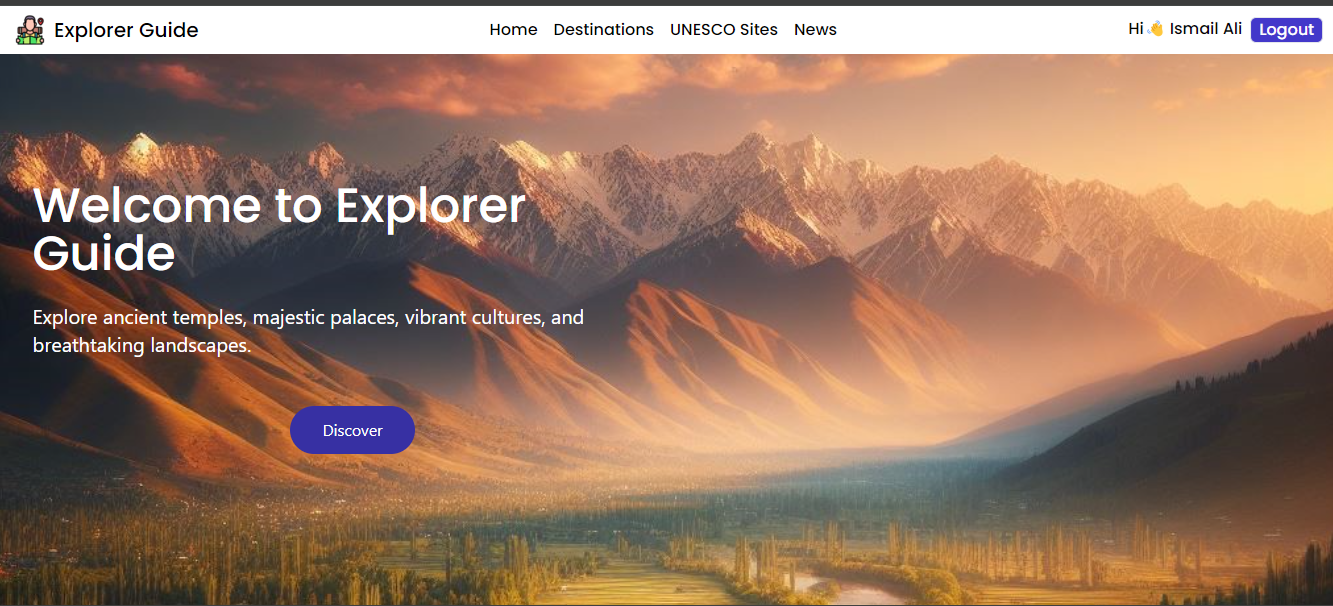 Explorer Guide
Home Destinations UNESCO Sites News
Hi👋 Ismail Ali Logout
Welcome to Explorer
Guide
Explore ancient temples, majestic palaces, vibrant cultures, and
breathtaking landscapes.
Discover